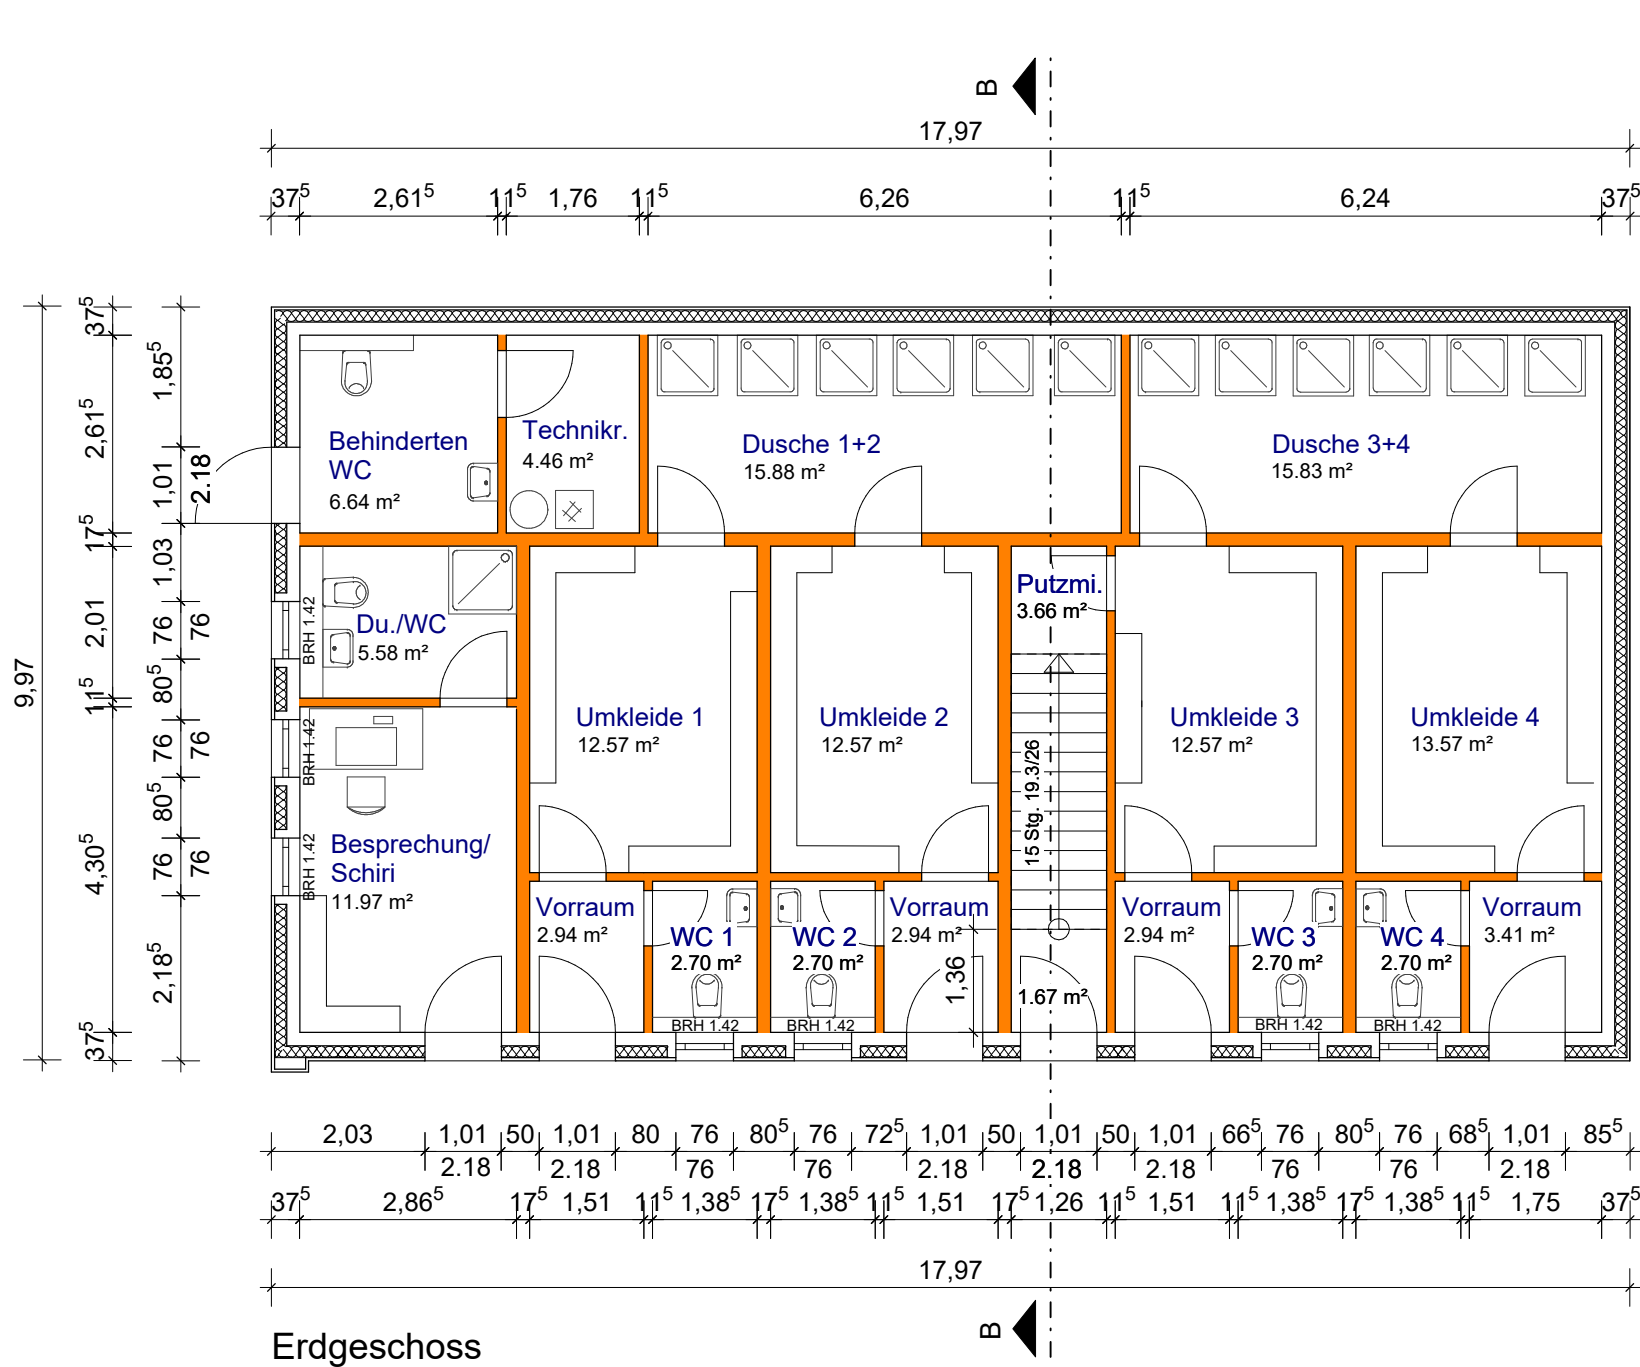 B
17,97
37⁵ 2,61⁵ 11⁵ 1,76 11⁵ 6,26 11⁵ 6,24 37⁵
9,97
37⁵ 2,61⁵ 17⁵ 2,01 11⁵ 4,30⁵ 37⁵
1,85⁵ 1,01 1,03 76 80⁵ 76 80⁵ 76 2,18⁵
2.18 76 76 76
Behinderten
WC
6.64 m²
Technikr.
4.46 m²
Dusche 1+2
15.88 m²
Dusche 3+4
15.83 m²
Du./WC
5.58 m²
BRH 1.42
BRH 1.42
BRH 1.42
Putzmi.
3.66 m²
Umkleide 1
12.57 m²
Umkleide 2
12.57 m²
Umkleide 3
12.57 m²
Umkleide 4
13.57 m²
15 Stg. 19.3/26
Besprechung/
Schiri
11.97 m²
Vorraum
2.94 m²
WC 1
2.70 m²
BRH 1.42
WC 2
2.70 m²
BRH 1.42
Vorraum
2.94 m²
1,36
1.67 m²
Vorraum
2.94 m²
WC 3
2.70 m²
BRH 1.42
WC 4
2.70 m²
BRH 1.42
Vorraum
3.41 m²
2,03 1,01 50 1,01 80 76 80⁵ 76 72⁵ 1,01 50 1,01 50 1,01 66⁵ 76 80⁵ 76 68⁵ 1,01 85⁵
2.18 2.18 76 76 2.18 2.18 2.18 76 76 2.18
37⁵ 2,86⁵ 17⁵ 1,51 11⁵ 1,38⁵ 17⁵ 1,38⁵ 11⁵ 1,51 17⁵ 1,26 11⁵ 1,51 11⁵ 1,38⁵ 17⁵ 1,38⁵ 11⁵ 1,75 37⁵
17,97
B
Erdgeschoss